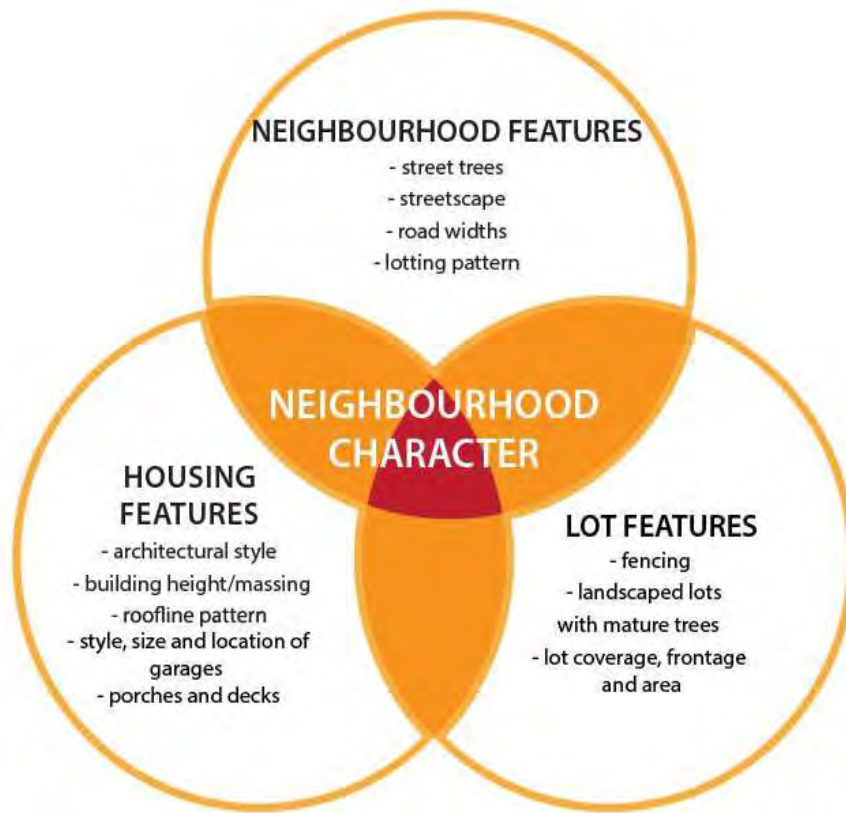 NEIGHBOURHOOD FEATURES
- street trees
- streetscape
- road widths
- lotting pattern
NEIGHBOURHOOD
CHARACTER
HOUSING
FEATURES
- architectural style
- building height/massing
- roofline pattern
- style, size and location of
garages
- porches and decks
LOT FEATURES
- fencing
- landscaped lots
with mature trees
- lot coverage, frontage
and area